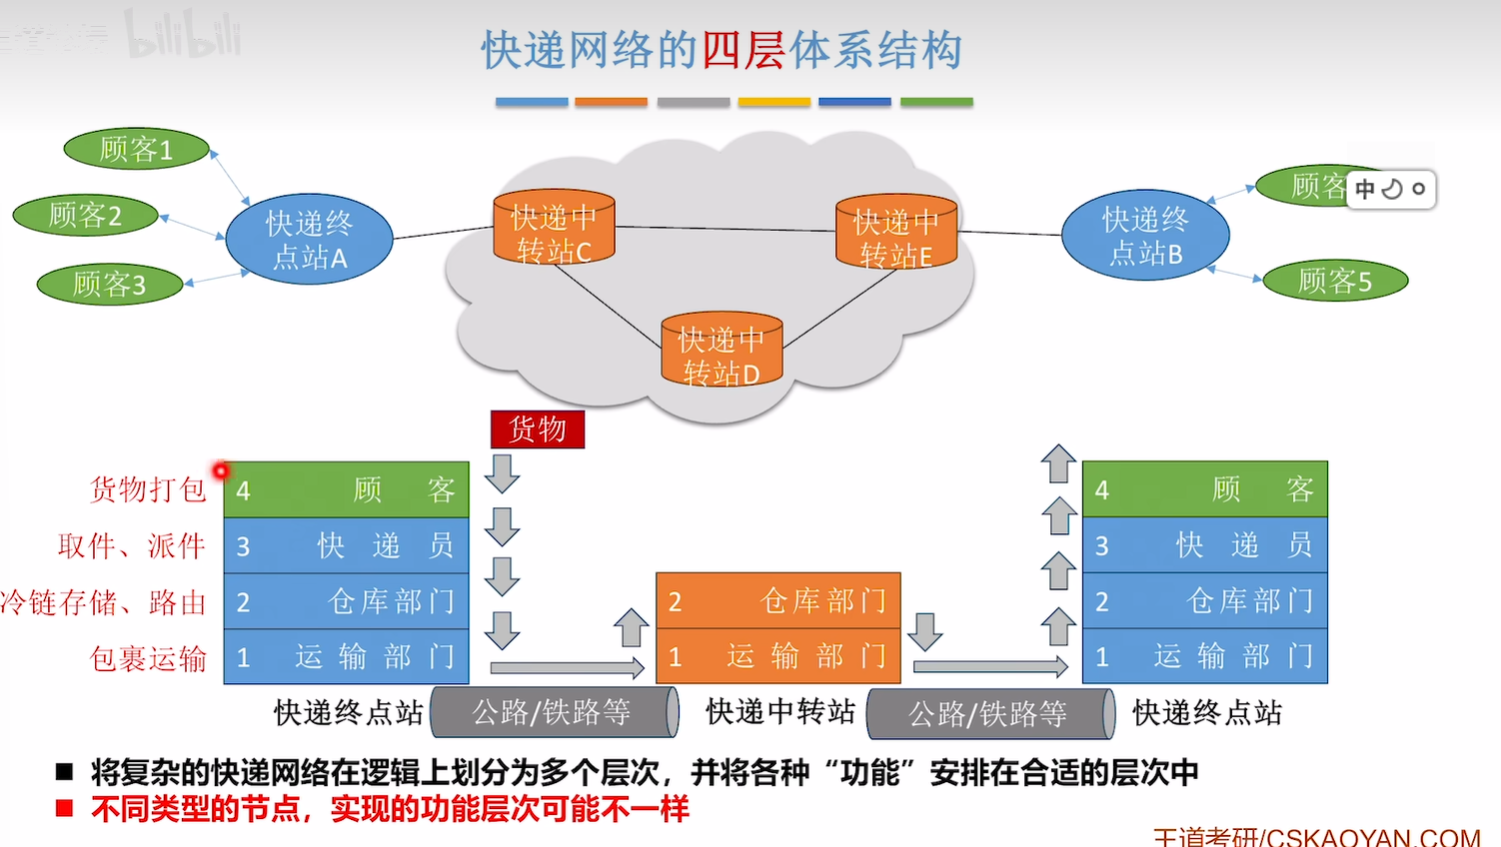 bilibili
快递网络的四层体系结构
顾客1
顾客2
顾客3
快递终
点站A
快递中
转站C
快递中
转站D
快递中
转站E
快递终
点站B
顾客
中
顾客5
货物
货物打包
4 顾 客
取件、派件
3 快 递 员
冷链存储、路由
2 仓库部门
包裹运输
1 运 输 部 门
2 仓库部门
1 运 输 部 门
4 顾 客
3 快 递 员
2 仓库部门
1 运 输 部 门
快递终点站
公路/铁路等
快递中转站
公路/铁路等
快递终点站
将复杂的快递网络在逻辑上划分为多个层次，并将各种“功能”安排在合适的层次中
不同类型的节点，实现的功能层次可能不一样
王道考研/CSKAOYAN.COM